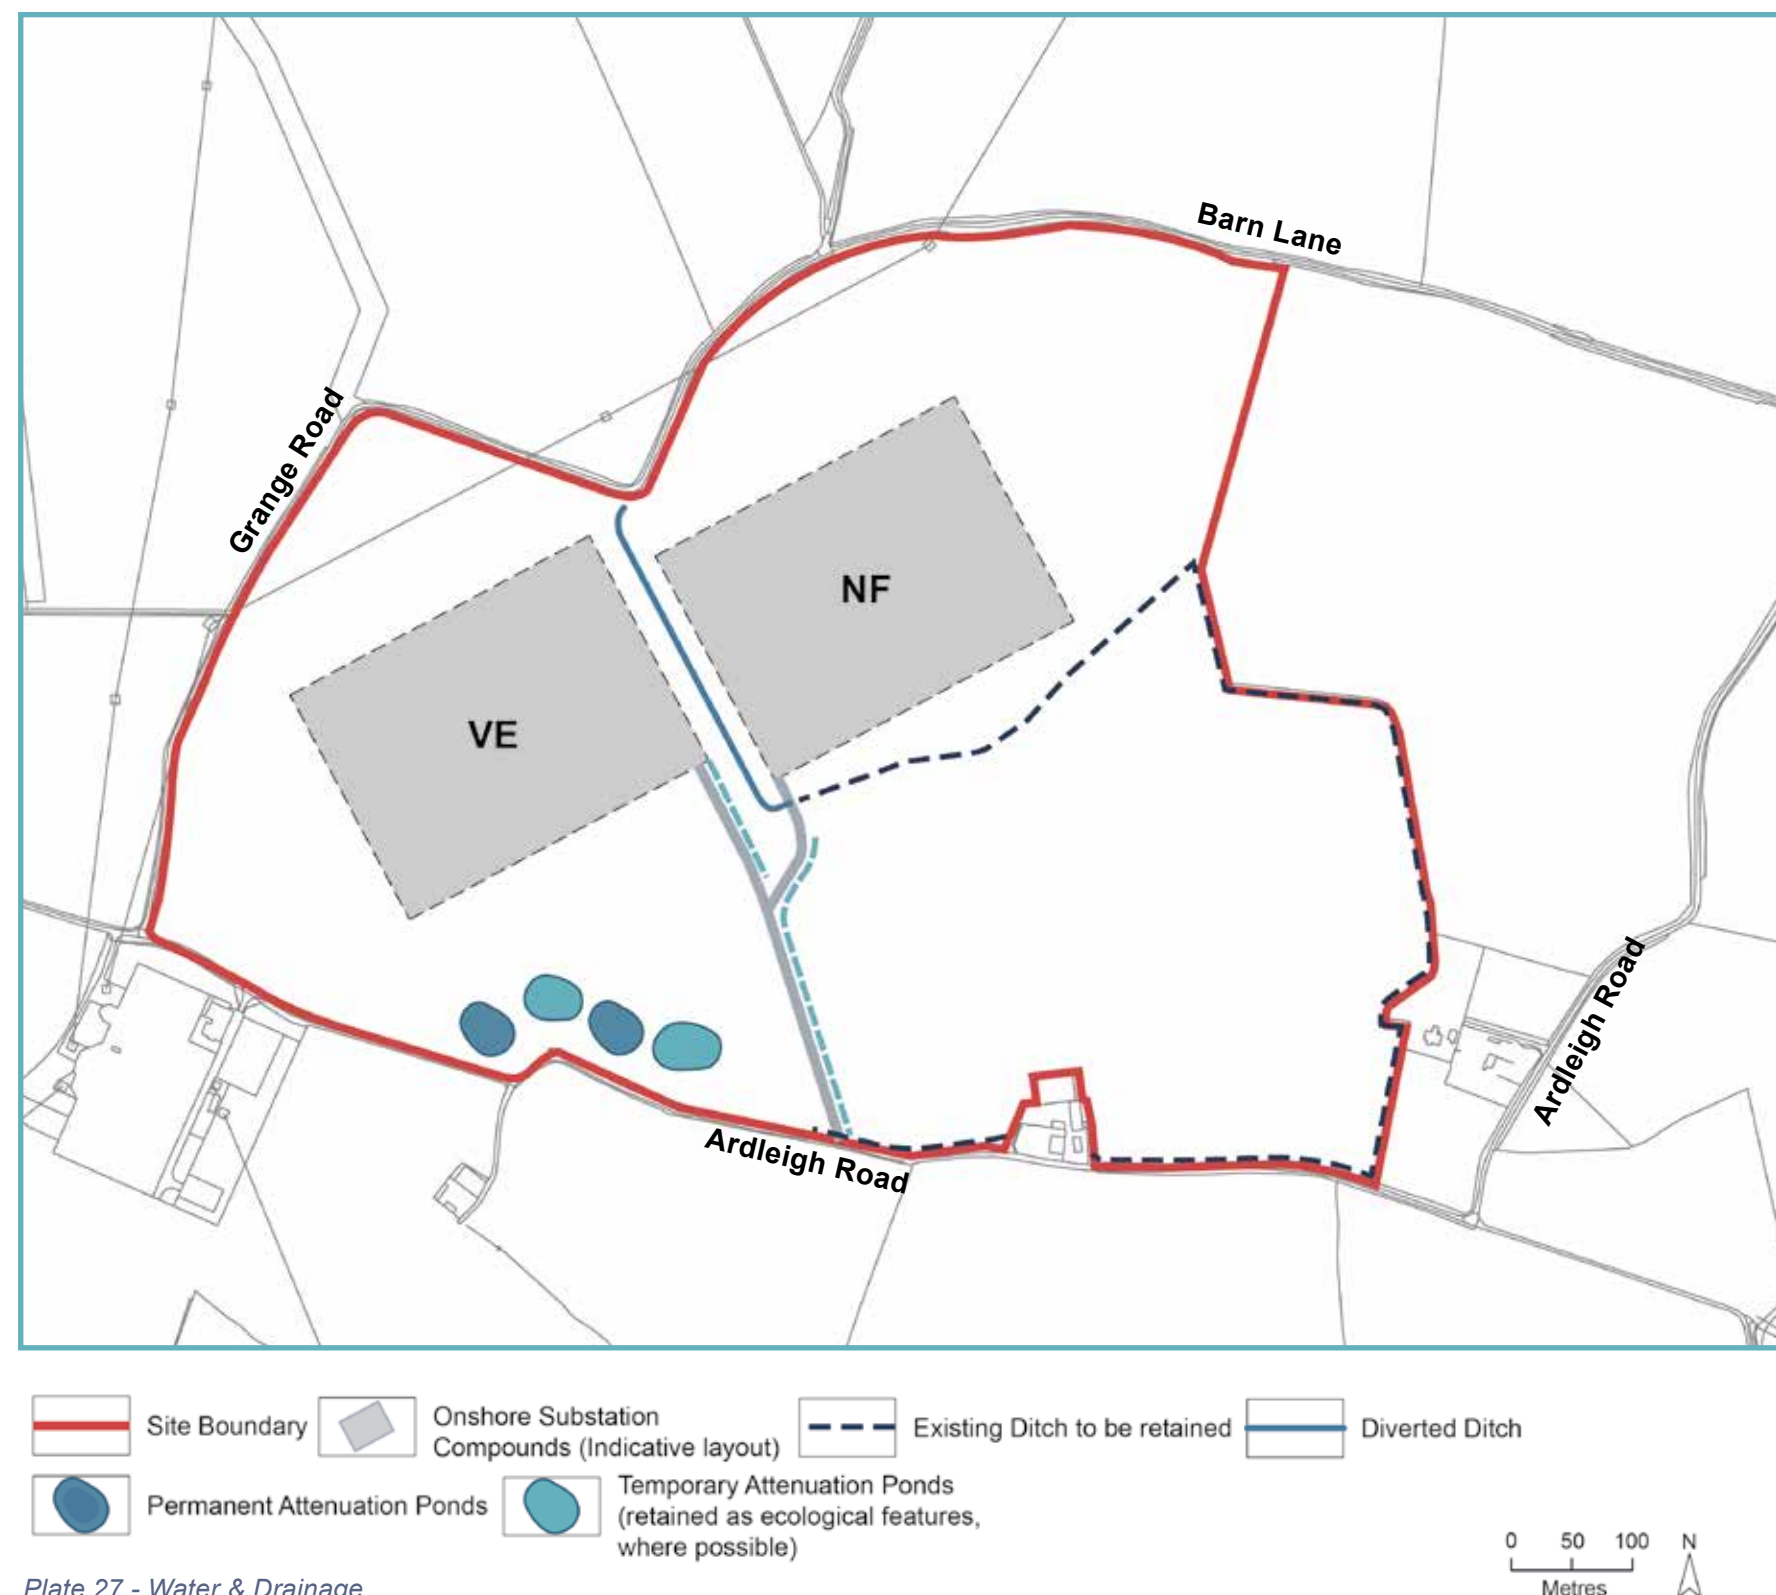 Barn Lane
Grange Road
NF
VE
Ardleigh Road
Ardleigh Road
Site Boundary
Onshore Substation
Compounds (Indicative layout)
Existing Ditch to be retained
Diverted Ditch
Permanent Attenuation Ponds
Temporary Attenuation Ponds
(retained as ecological features,
where possible)
0 50 100 N
Metres
Plate 27 - Water & Drainage